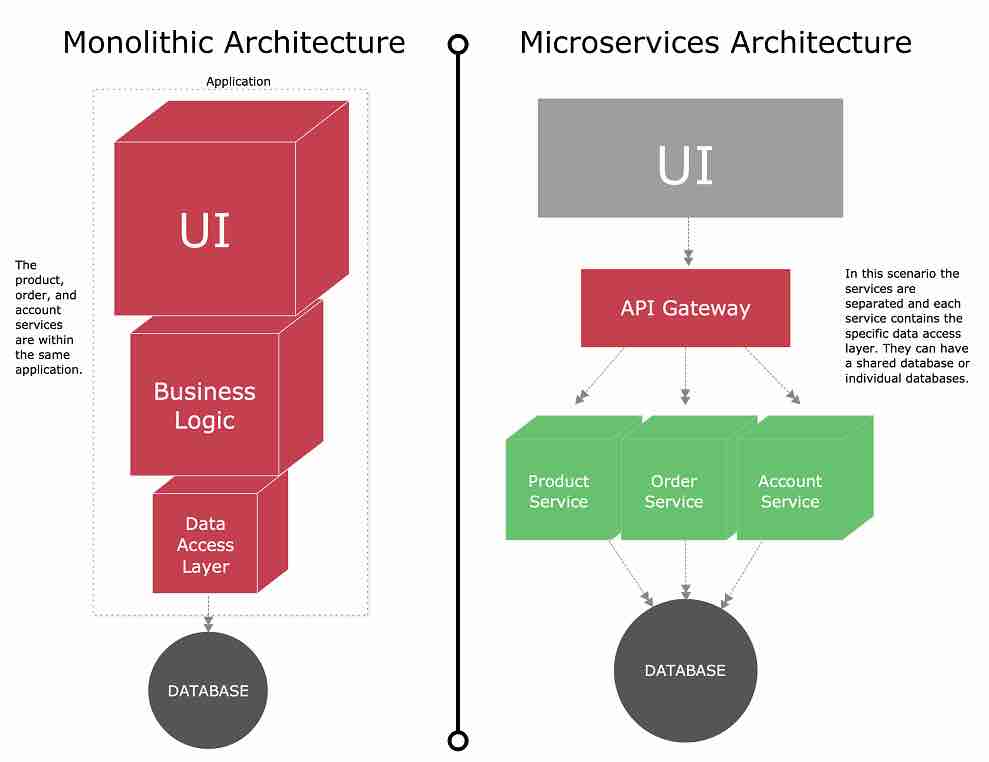 Monolithic Architecture
Application
UI
The
product,
order, and
account
services
are within
the same
application.
Business
Logic
Data
Access
Layer
DATABASE
Microservices Architecture
UI
API Gateway
In this scenario the
services are
separated and each
service contains the
specific data access
layer. They can have
a shared database or
individual databases.
Product
Service
Order
Service
Account
Service
DATABASE